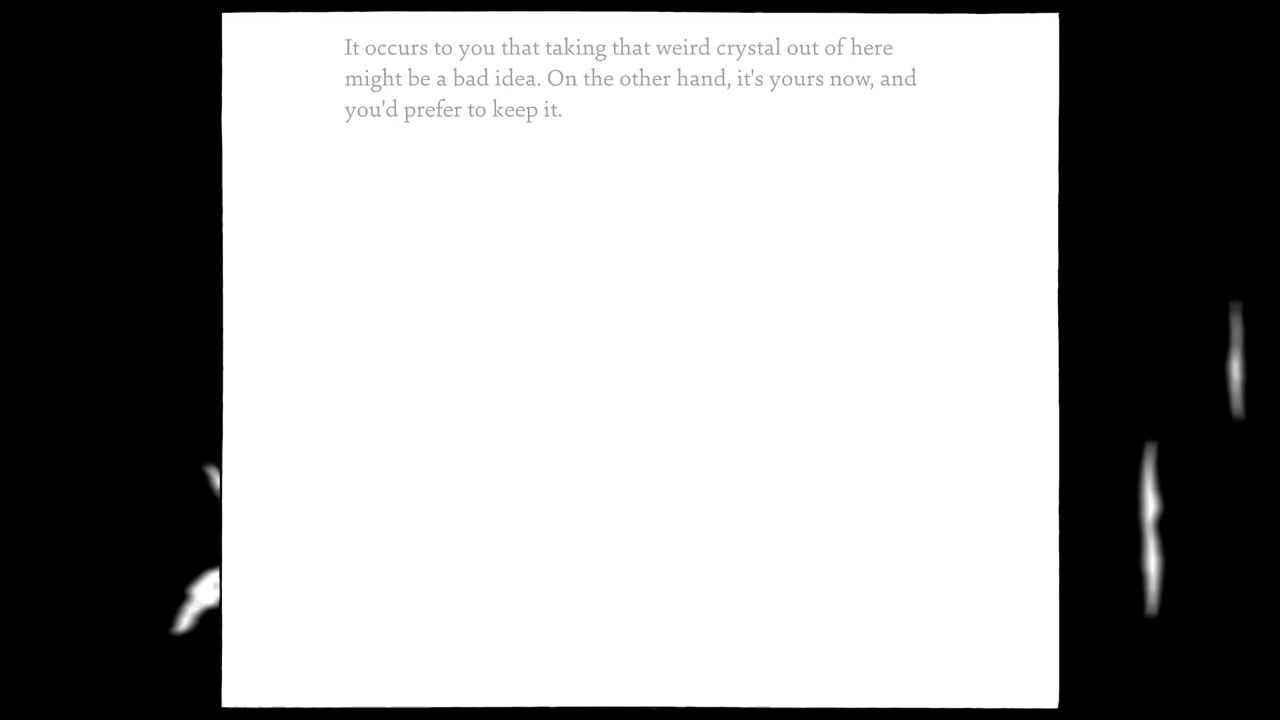 It occurs to you that taking that weird crystal out of here
might be a bad idea. On the other hand, it's yours now, and
you'd prefer to keep it.